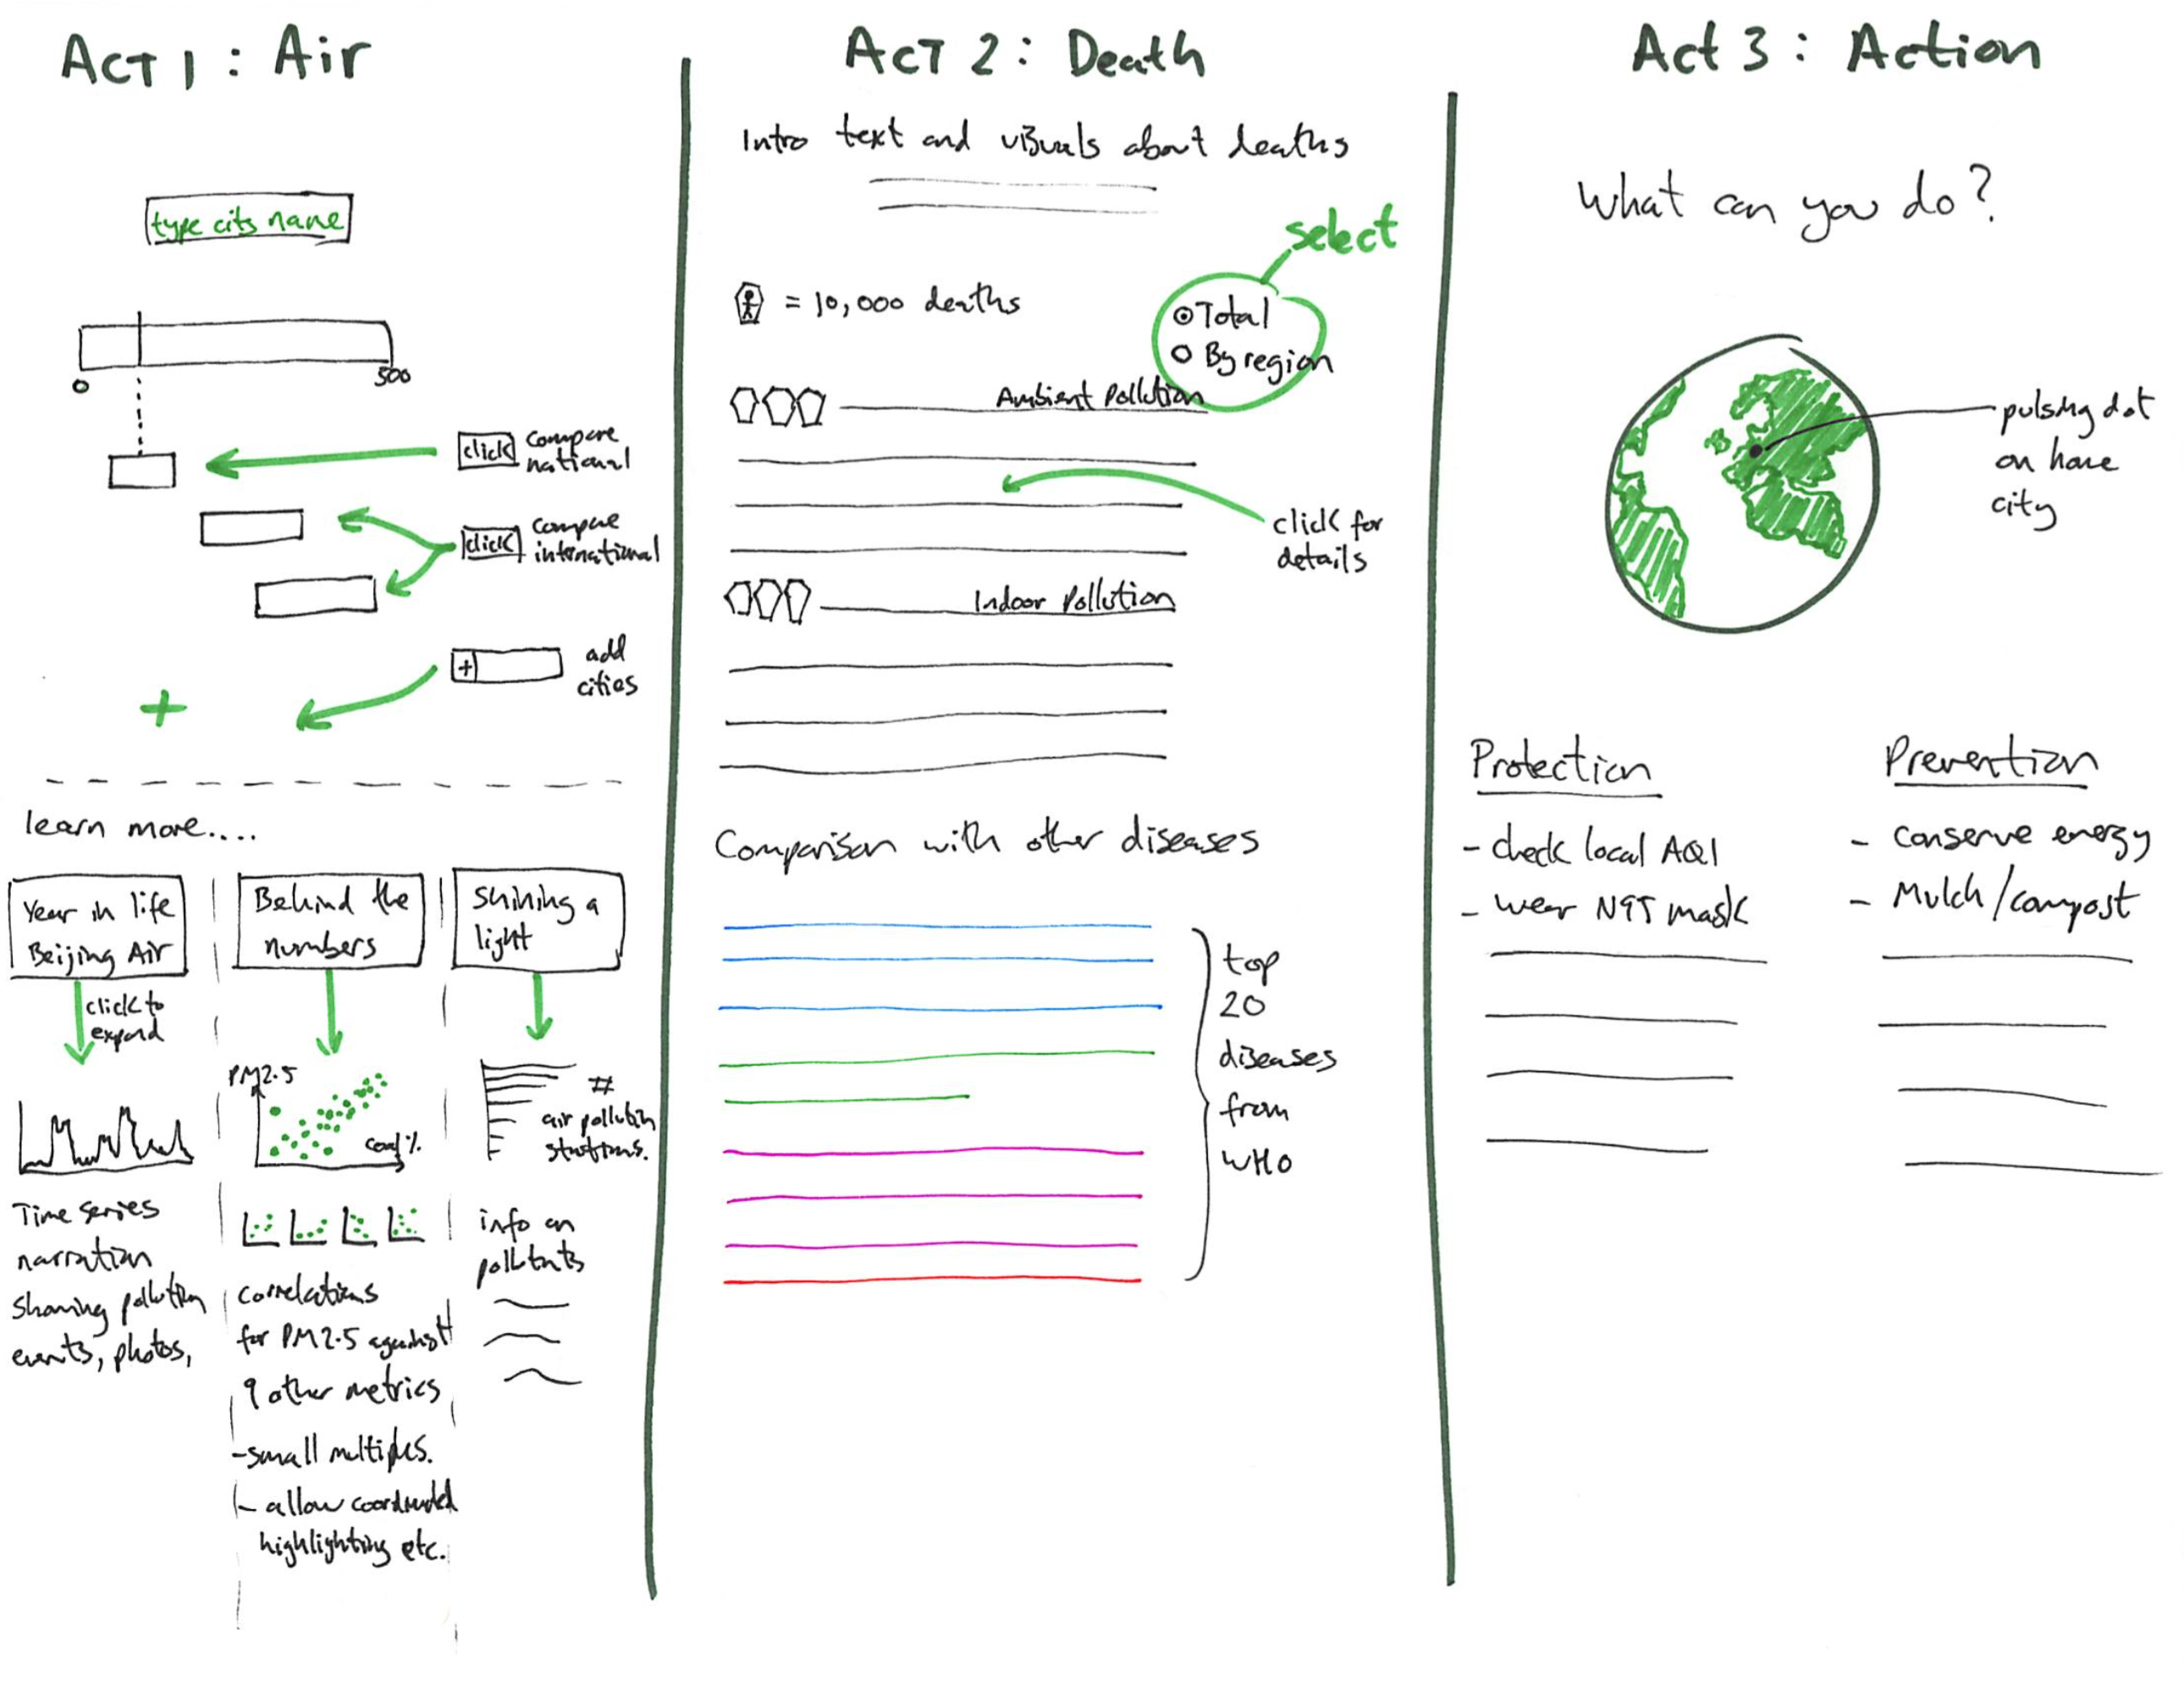 Act 1 : Air
type city name
0
500
click
compare
national
click
compare
international
+
add
cities
+
learn more....
Year in life
Beijing Air
click to
expand
Time series
narration
showing pollution
events, photos,
Behind the
numbers
PM2.5
coal %
correlations
for PM2.5 against
9 other metrics
- small multiples.
- allow coordinated
highlighting etc.
Shining a
light
#
air pollution
stations.
info on
pollutants
Act 2 : Death
Intro text and visuals about deaths
select
= 10,000 deaths
Total
By region
Ambient Pollution
click for
details
Indoor Pollution
Comparison with other diseases
top
20
diseases
from
WHO
Act 3 : Action
What can you do?
pulsing dot
on home
city
Protection
- check local AQI
- wear N95 mask
Prevention
- conserve energy
- Mulch/compost